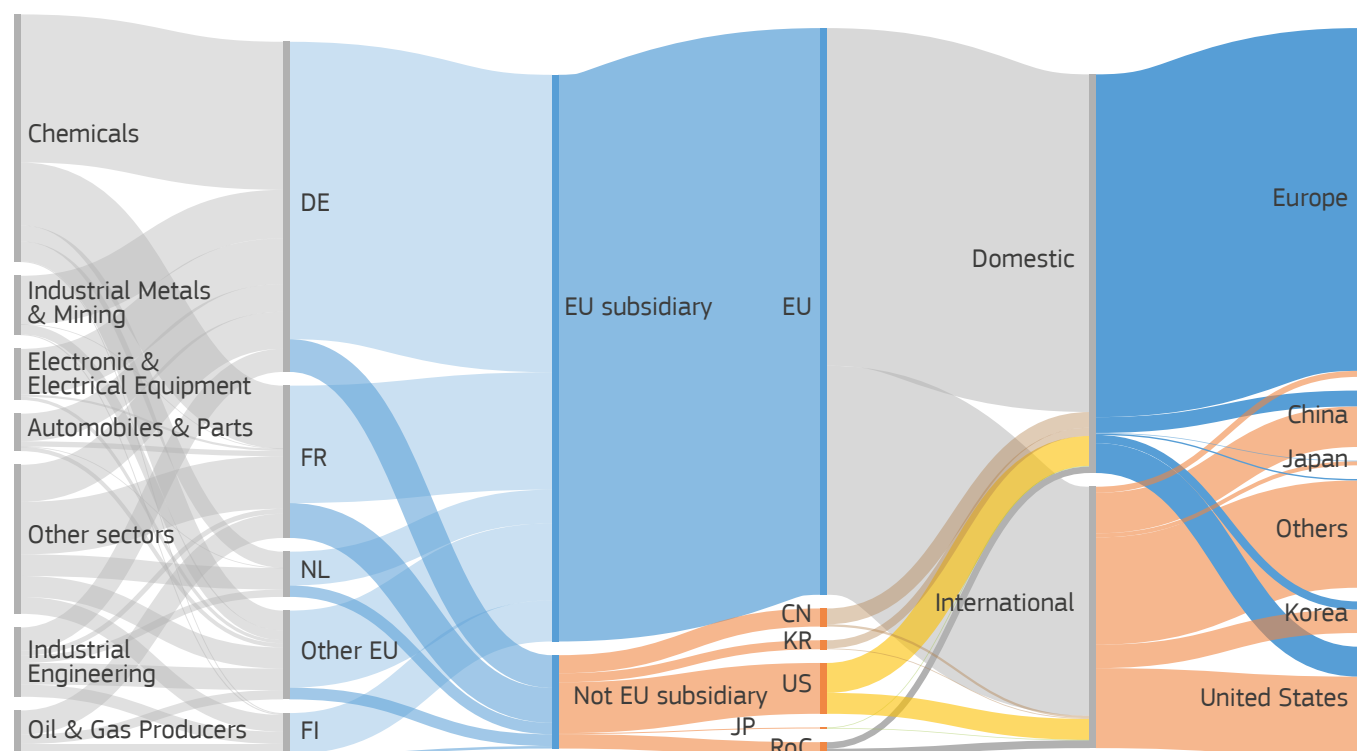 Chemicals
Industrial Metals
& Mining
Electronic &
Electrical Equipment
Automobiles & Parts
Other sectors
Industrial
Engineering
Oil & Gas Producers
DE
FR
NL
Other EU
FI
EU subsidiary
Not EU subsidiary
EU
CN
KR
US
JP
RoC
Domestic
International
Europe
China
Japan
Others
Korea
United States